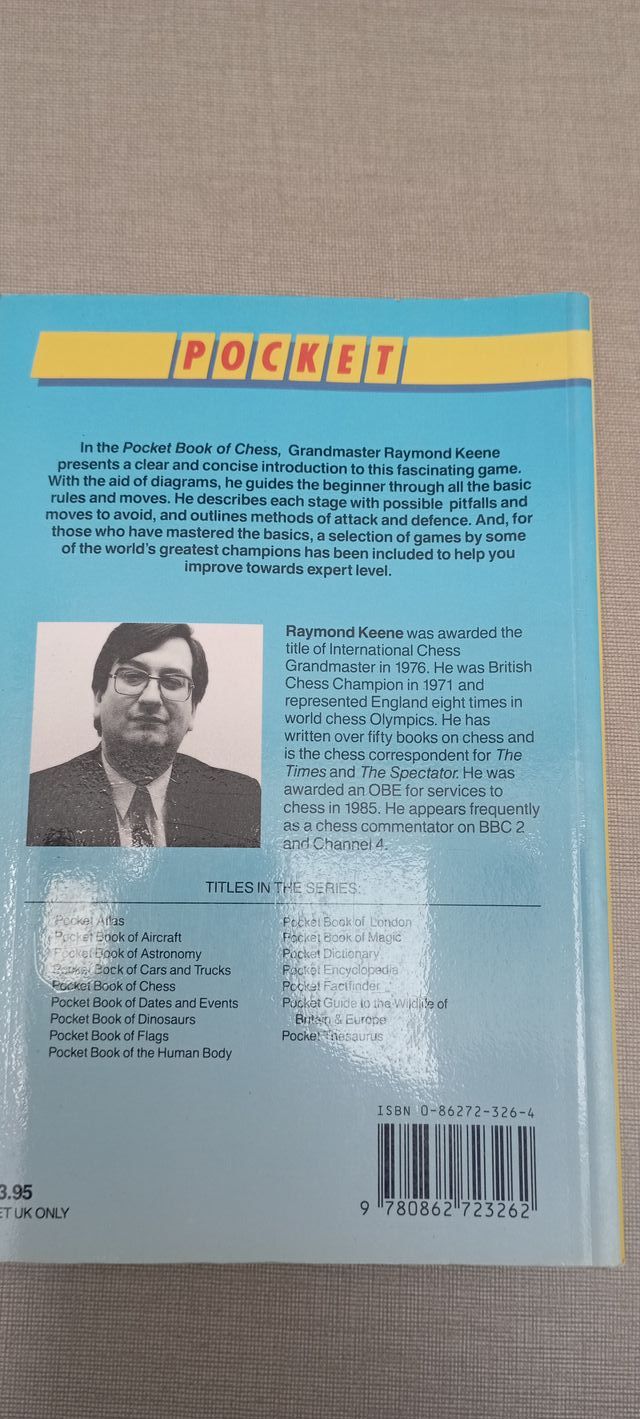 POCKET
In the Pocket Book of Chess, Grandmaster Raymond Keene
presents a clear and concise introduction to this fascinating game.
With the aid of diagrams, he guides the beginner through all the basic
rules and moves. He describes each stage with possible pitfalls and
moves to avoid, and outlines methods of attack and defence. And, for
those who have mastered the basics, a selection of games by some
of the world's greatest champions has been included to help you
improve towards expert level.
Raymond Keene was awarded the
title of International Chess
Grandmaster in 1976. He was British
Chess Champion in 1971 and
represented England eight times in
world chess Olympics. He has
written over fifty books on chess and
is the chess correspondent for The
Times and The Spectator. He was
awarded an OBE for services to
chess in 1985. He appears frequently
as a chess commentator on BBC 2
and Channel 4.
TITLES IN THE SERIES:
Pocket Atlas
Pocket Book of Aircraft
Pocket Book of Astronomy
Pocket Book of Cars and Trucks
Pocket Book of Chess
Pocket Book of Dates and Events
Pocket Book of Dinosaurs
Pocket Book of Flags
Pocket Book of the Human Body
Pocket Book of London
Pocket Book of Magic
Pocket Dictionary
Pocket Encyclopedia
Pocket Factfinder
Pocket Guide to the Wildlife of
Britain & Europe
Pocket Thesaurus
ISBN 0-86272-326-4
9 780862 723262
3.95
ET UK ONLY